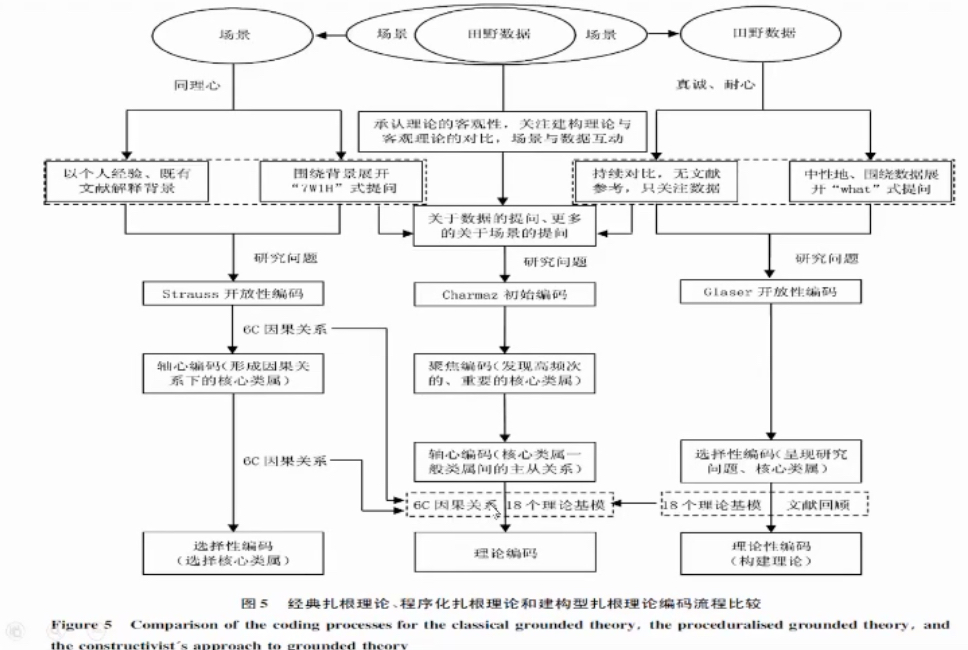 场景
场景
田野数据
场景
田野数据
同理心
真诚、耐心
承认理论的客观性，关注建构理论与
客观理论的对比，场景与数据互动
以个人经验、既有
文献解释背景
围绕背景展开
“7W1H”式提问
持续对比，无文献
参考，只关注数据
中性地、围绕数据展
开“what”式提问
关于数据的提问、更多
的关于场景的提问
研究问题
研究问题
研究问题
Strauss 开放性编码
Charmaz 初始编码
Glaser 开放性编码
6C 因果关系
轴心编码(形成因果关
系下的核心类属)
聚焦编码(发现高频次
的、重要的核心类属)
6C 因果关系
轴心编码(核心类属一
般类属间的主从关系)
选择性编码(呈现研究
问题、核心类属)
6C 因果关系
18 个理论基模
18 个理论基模
文献回顾
选择性编码
(选择核心类属)
理论编码
理论性编码
(构建理论)
图 5 经典扎根理论、程序化扎根理论和建构型扎根理论编码流程比较
Figure 5 Comparison of the coding processes for the classical grounded theory, the proceduralised grounded theory, and
the constructivist's approach to grounded theory